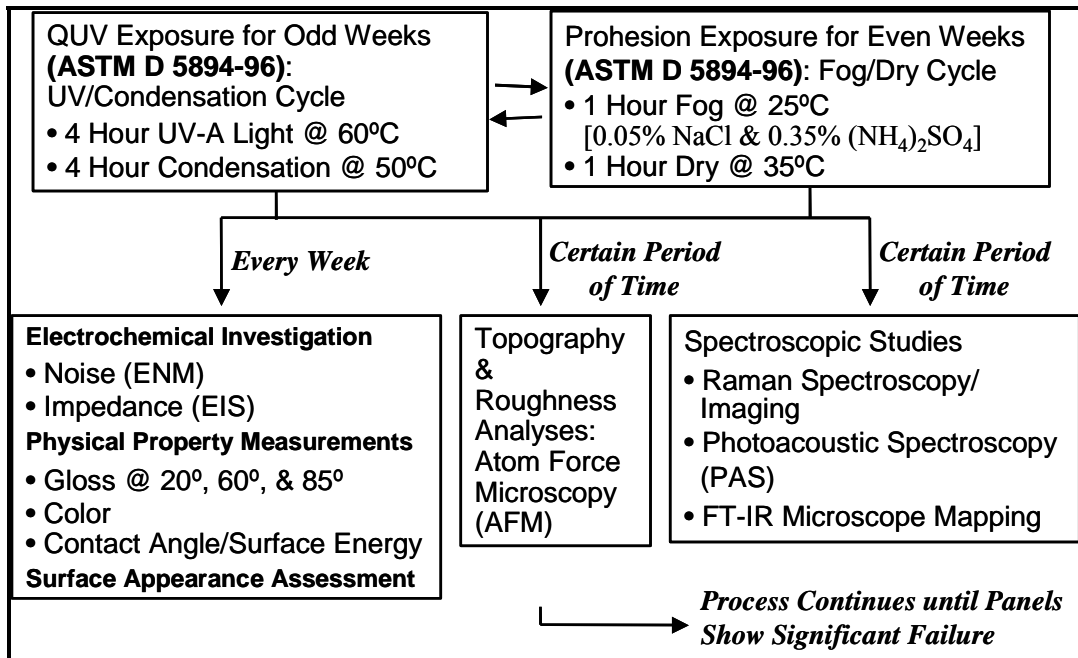 QUV Exposure for Odd Weeks
(ASTM D 5894-96):
UV/Condensation Cycle
• 4 Hour UV-A Light @ 60ºC
• 4 Hour Condensation @ 50ºC
Prohesion Exposure for Even Weeks
(ASTM D 5894-96): Fog/Dry Cycle
• 1 Hour Fog @ 25ºC
[0.05% NaCl & 0.35% (NH₄)₂SO₄]
• 1 Hour Dry @ 35ºC
Every Week
Certain Period
of Time
Certain Period
of Time
Electrochemical Investigation
• Noise (ENM)
• Impedance (EIS)
Physical Property Measurements
• Gloss @ 20º, 60º, & 85º
• Color
• Contact Angle/Surface Energy
Surface Appearance Assessment
Topography
&
Roughness
Analyses:
Atom Force
Microscopy
(AFM)
Spectroscopic Studies
• Raman Spectroscopy/
Imaging
• Photoacoustic Spectroscopy
(PAS)
• FT-IR Microscope Mapping
Process Continues until Panels
Show Significant Failure